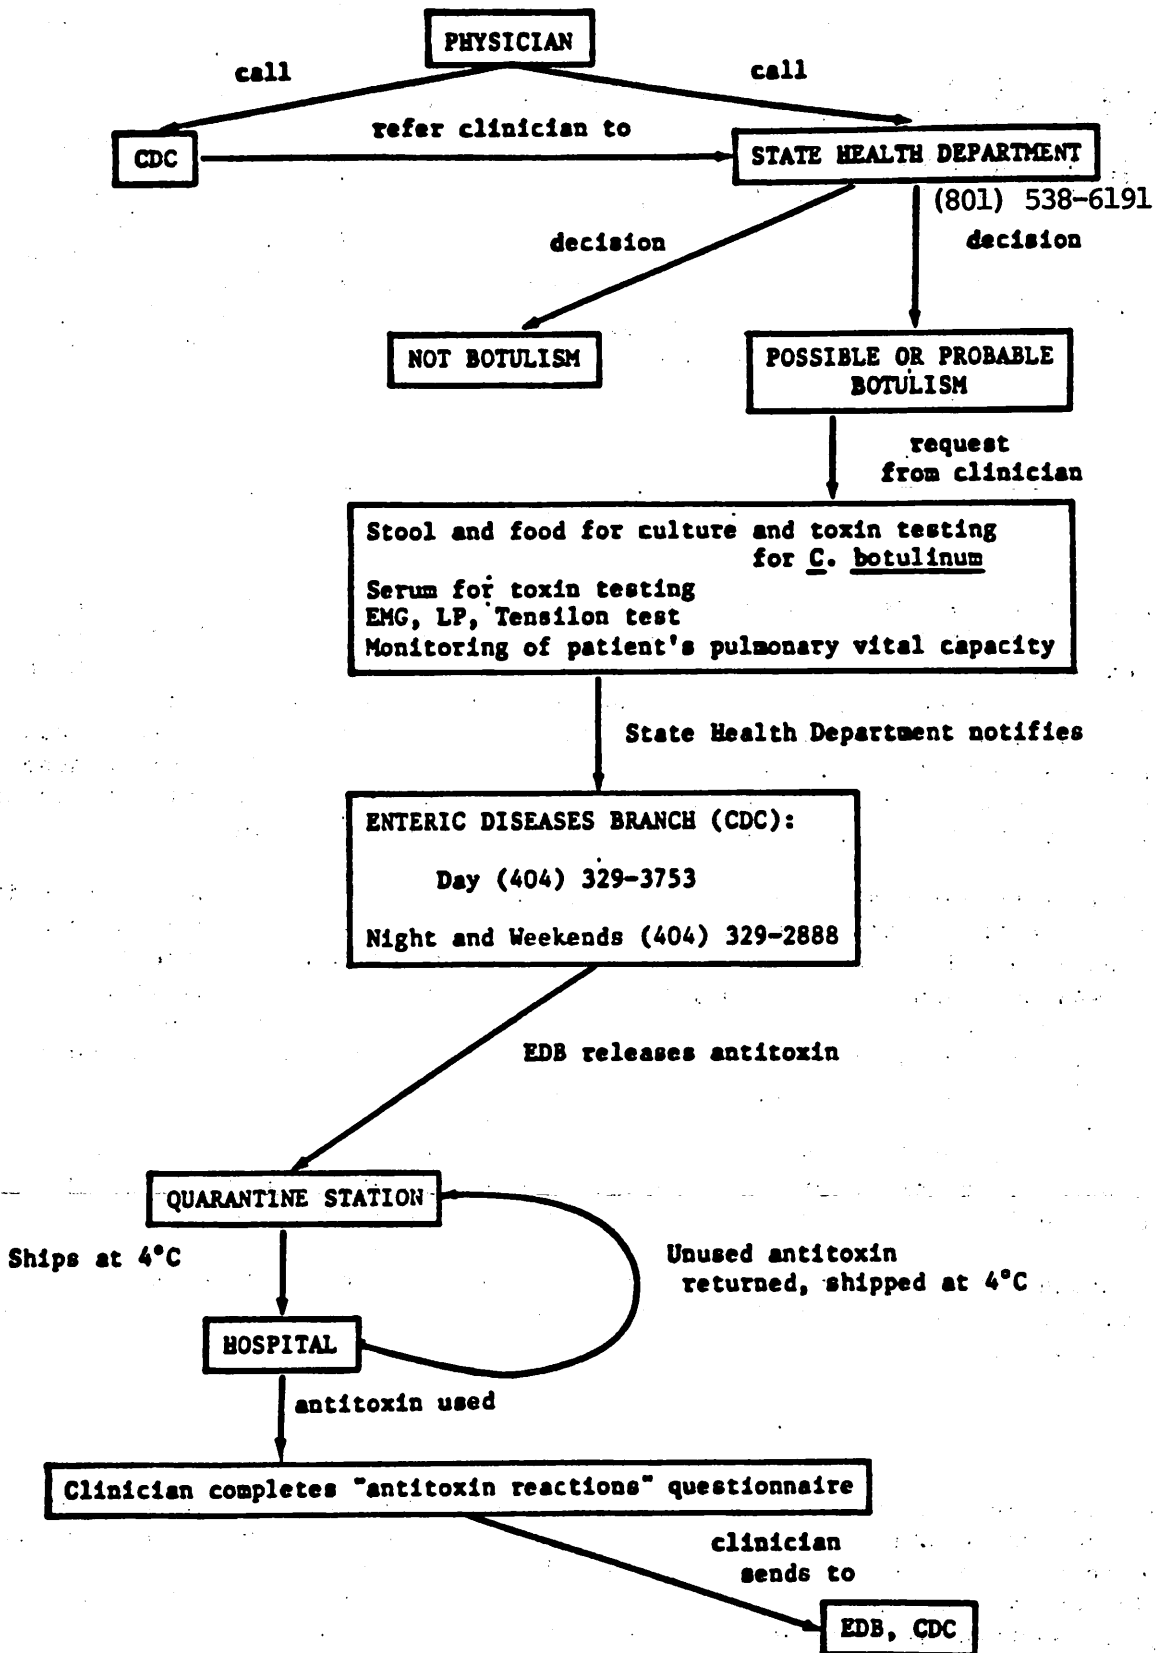 PHYSICIAN
call
call
refer clinician to
CDC
STATE HEALTH DEPARTMENT
(801) 538-6191
decision
decision
NOT BOTULISM
POSSIBLE OR PROBABLE
BOTULISM
request
from clinician
Stool and food for culture and toxin testing
for C. botulinum
Serum for toxin testing
EMG, LP, Tensilon test
Monitoring of patient's pulmonary vital capacity
State Health Department notifies
ENTERIC DISEASES BRANCH (CDC):
Day (404) 329-3753
Night and Weekends (404) 329-2888
EDB releases antitoxin
QUARANTINE STATION
Ships at 4°C
Unused antitoxin
returned, shipped at 4°C
HOSPITAL
antitoxin used
Clinician completes "antitoxin reactions" questionnaire
clinician
sends to
EDB, CDC